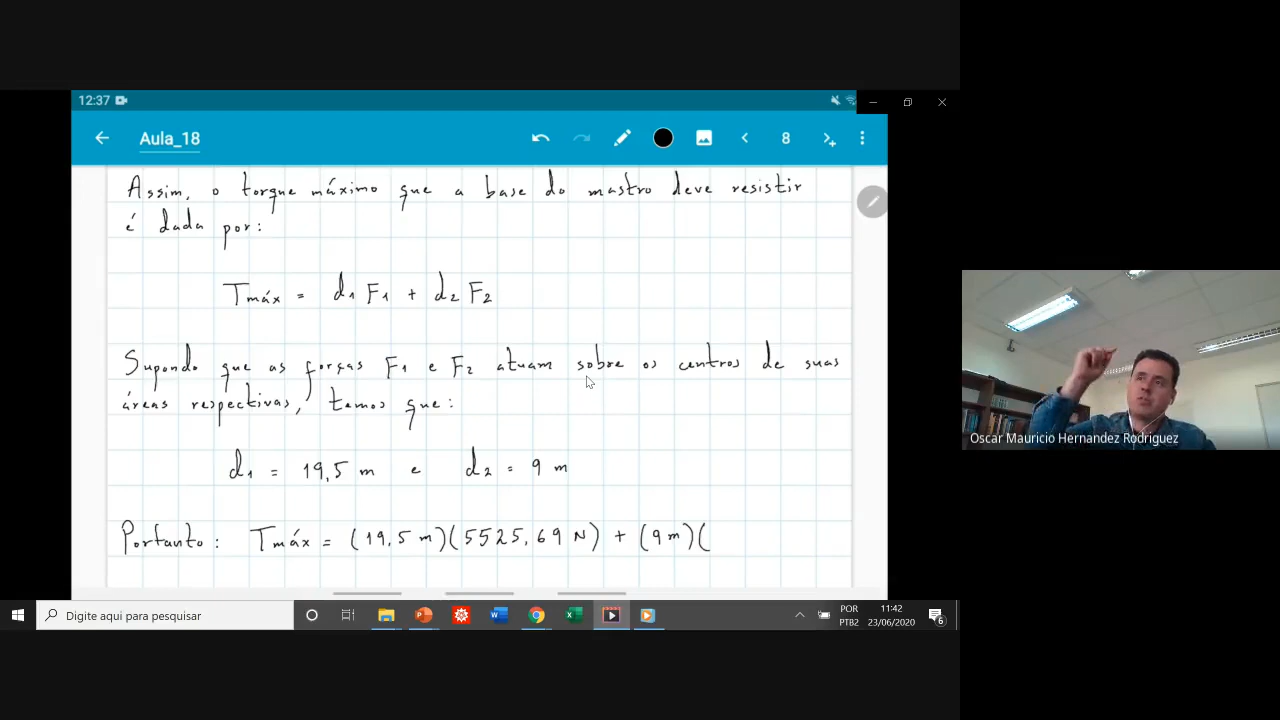 12:37
Aula_18
8
Assim, o torque máximo que a base do mastro deve resistir
é dada por:
Tmáx = d1 F1 + d2 F2
Supondo que as forças F1 e F2 atuam sobre os centros de suas
áreas respectivas, temos que:
d1 = 19,5 m e d2 = 9 m
Portanto: Tmáx = (19,5 m)(5525,69 N) + (9 m)(
Oscar Mauricio Hernandez Rodriguez
Digite aqui para pesquisar
POR
PTB2
11:42
23/06/2020
6